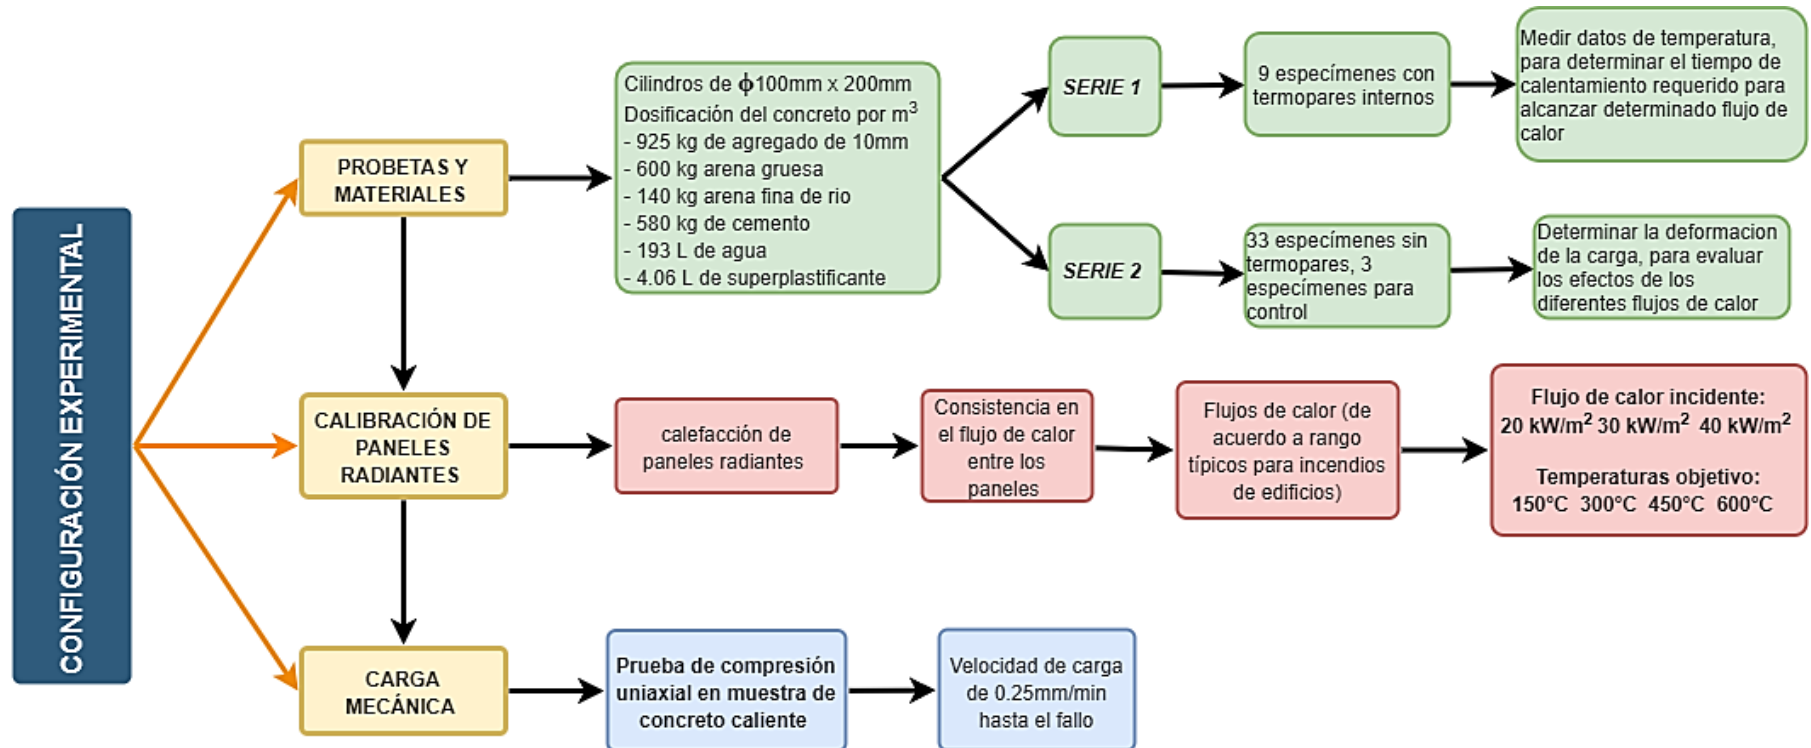 CONFIGURACIÓN EXPERIMENTAL
PROBETAS Y
MATERIALES
Cilindros de ϕ100mm x 200mm
Dosificación del concreto por m³
- 925 kg de agregado de 10mm
- 600 kg arena gruesa
- 140 kg arena fina de rio
- 580 kg de cemento
- 193 L de agua
- 4.06 L de superplastificante
SERIE 1
9 especímenes con
termopares internos
Medir datos de temperatura,
para determinar el tiempo de
calentamiento requerido para
alcanzar determinado flujo de
calor
SERIE 2
33 especímenes sin
termopares, 3
especímenes para
control
Determinar la deformacion
de la carga, para evaluar
los efectos de los
diferentes flujos de calor
CALIBRACIÓN DE
PANELES
RADIANTES
calefacción de
paneles radiantes
Consistencia en
el flujo de calor
entre los
paneles
Flujos de calor (de
acuerdo a rango
típicos para incendios
de edificios)
Flujo de calor incidente:
20 kW/m² 30 kW/m² 40 kW/m²
Temperaturas objetivo:
150°C 300°C 450°C 600°C
CARGA
MECÁNICA
Prueba de compresión
uniaxial en muestra de
concreto caliente
Velocidad de carga
de 0.25mm/min
hasta el fallo